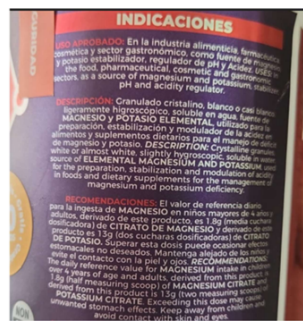 SEGURIDAD
INDICACIONES
USO APROBADO: En la industria alimenticia, farmacéutica,
cosmética y sector gastronómico, como fuente de magnesio
y potasio estabilizador, regulador de pH y Acidez. USES: In
the food, pharmaceutical, cosmetic and gastronomic
sectors, as a source of magnesium and potassium, stabilizer,
pH and acidity regulator.
DESCRIPCIÓN: Granulado cristalino, blanco o casi blanco,
ligeramente higroscópico, soluble en agua, fuente de
MAGNESIO y POTASIO ELEMENTAL utilizado para la
preparación, estabilización y modulación de la acidez en
alimentos y suplementos dietarios para el manejo de déficit
de magnesio y potasio. DESCRIPTION: Crystalline granulate,
white or almost white, slightly hygroscopic, soluble in water,
source of ELEMENTAL MAGNESIUM AND POTASSIUM, used
for the preparation, stabilization and modulation of acidity
in foods and dietary supplements for the management of
magnesium and potassium deficiency.
RECOMENDACIONES: El valor de referencia diario
para la ingesta de MAGNESIO en niños mayores de 4 años y
adultos, derivado de este producto, es 1.8g (media cuchara
dosificadora) de CITRATO DE MAGNESIO y derivado de este
producto es 13g (dos cucharas dosificadoras) de CITRATO
DE POTASIO. Superar esta dosis puede ocasionar efectos
estomacales no deseados. Mantenga alejado de los niños y
evite el contacto con la piel y ojos. RECOMMENDATIONS:
the daily reference value for MAGNESIUM intake in children
over 4 years of age and adults, derived from this product, is
1.8g (half measuring scoop) of MAGNESIUM CITRATE and
derived from this product is 13g (two measuring scoops) of
POTASSIUM CITRATE. Exceeding this dose may cause
unwanted stomach effects. Keep away from children and
avoid contact with skin and eyes.
NON